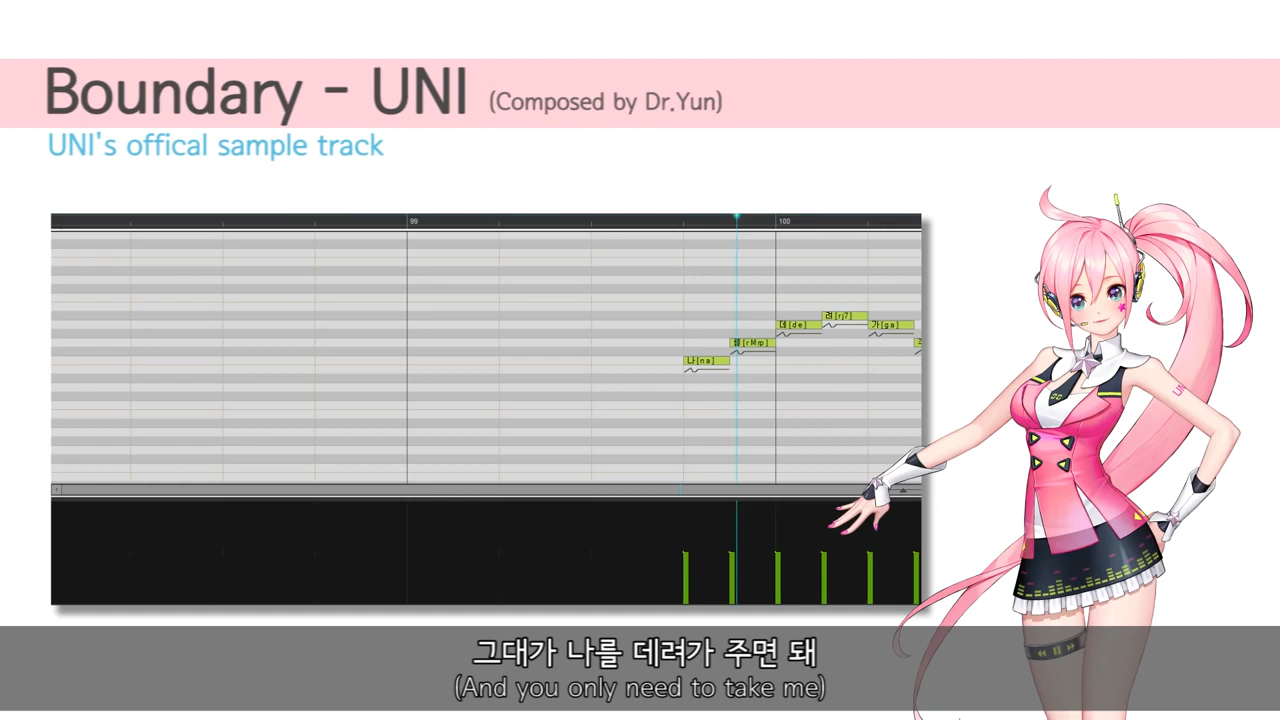 Boundary - UNI (Composed by Dr.Yun)
UNI's offical sample track
99 100
려[rj7]
데[de] 가[ga]
를[rMrp]
나[na]
UNI
그대가 나를 데려가 주면 돼
(And you only need to take me)